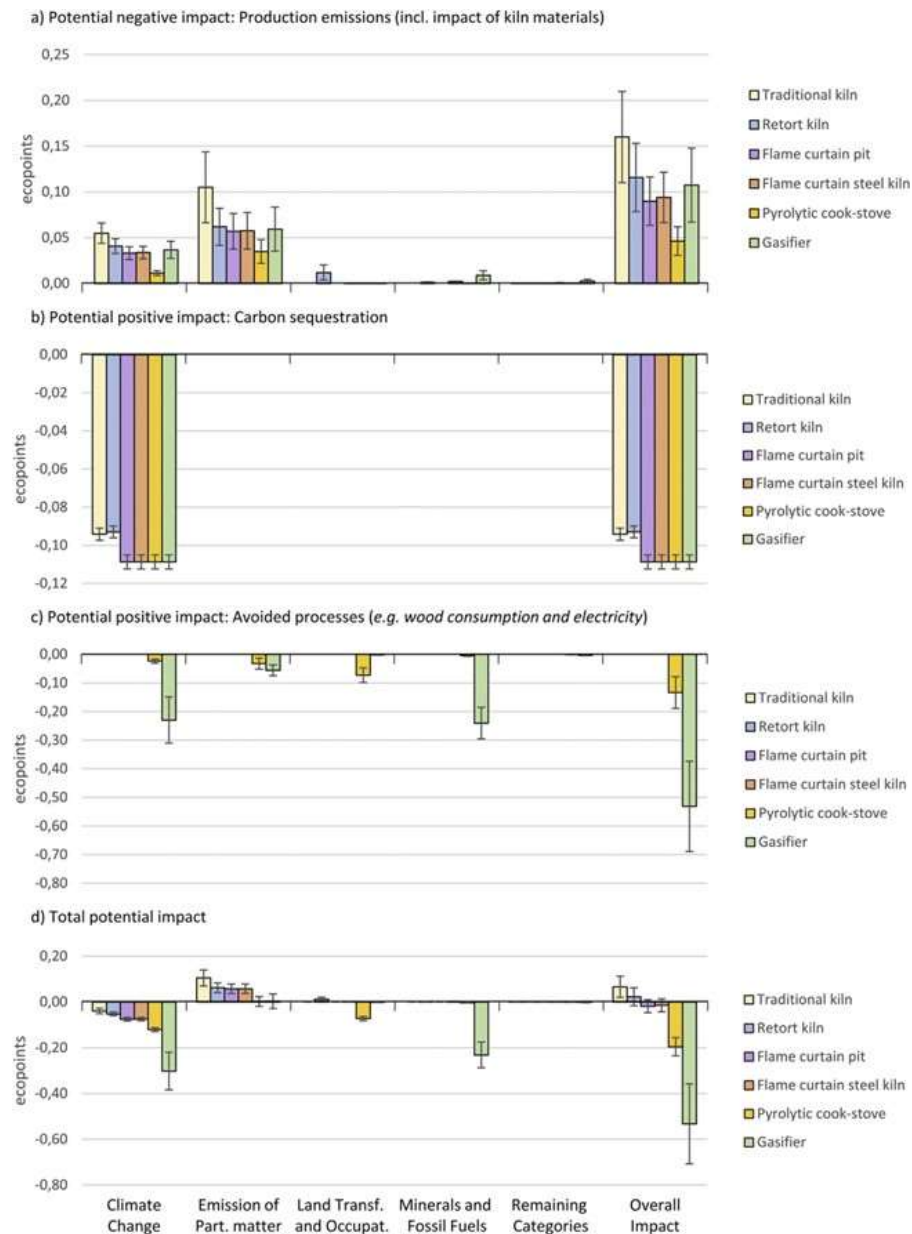 a) Potential negative impact: Production emissions (incl. impact of kiln materials)
0,25
0,20
0,15
0,10
0,05
0,00
ecopoints
Traditional kiln
Retort kiln
Flame curtain pit
Flame curtain steel kiln
Pyrolytic cook-stove
Gasifier
b) Potential positive impact: Carbon sequestration
0,00
-0,02
-0,04
-0,06
-0,08
-0,10
-0,12
ecopoints
Traditional kiln
Retort kiln
Flame curtain pit
Flame curtain steel kiln
Pyrolytic cook-stove
Gasifier
c) Potential positive impact: Avoided processes (e.g. wood consumption and electricity)
0,00
-0,10
-0,20
-0,30
-0,40
-0,50
-0,60
-0,70
-0,80
ecopoints
Traditional kiln
Retort kiln
Flame curtain pit
Flame curtain steel kiln
Pyrolytic cook-stove
Gasifier
d) Total potential impact
0,20
0,00
-0,20
-0,40
-0,60
-0,80
ecopoints
Traditional kiln
Retort kiln
Flame curtain pit
Flame curtain steel kiln
Pyrolytic cook-stove
Gasifier
Climate
Change
Emission of
Part. matter
Land Transf.
and Occupat.
Minerals and
Fossil Fuels
Remaining
Categories
Overall
Impact